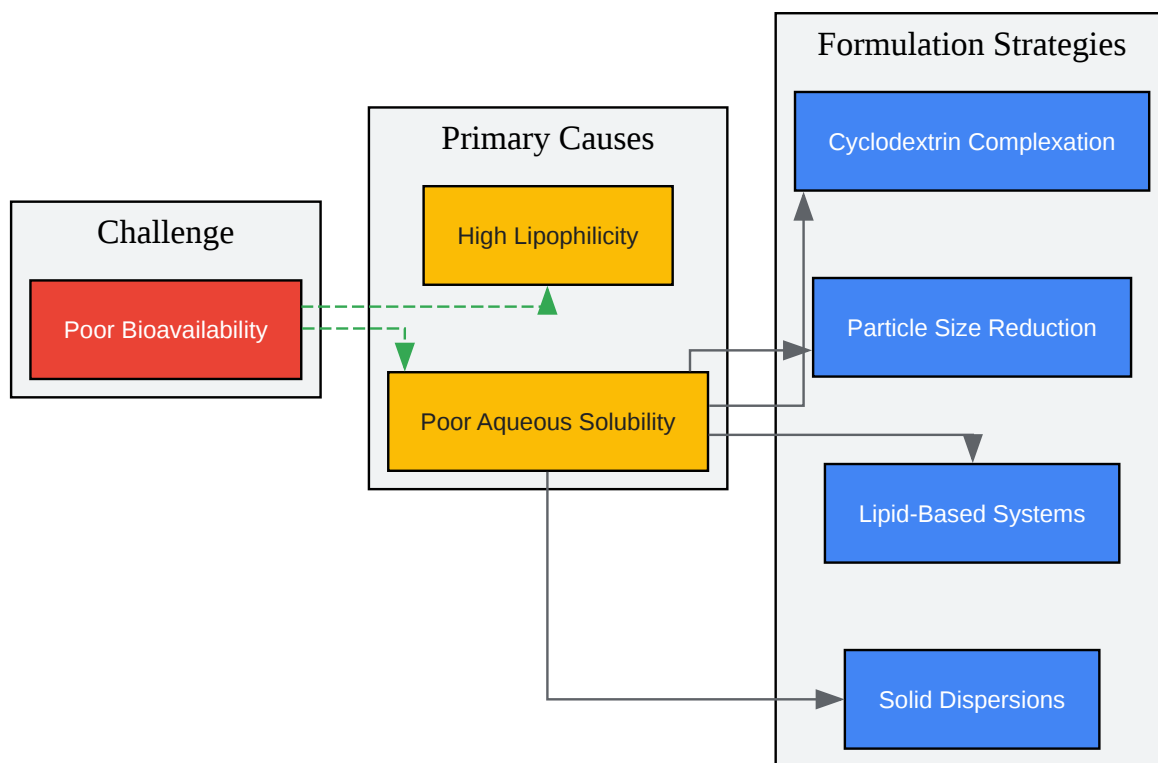 Challenge
Poor Bioavailability
Primary Causes
High Lipophilicity
Poor Aqueous Solubility
Formulation Strategies
Cyclodextrin Complexation
Particle Size Reduction
Lipid-Based Systems
Solid Dispersions